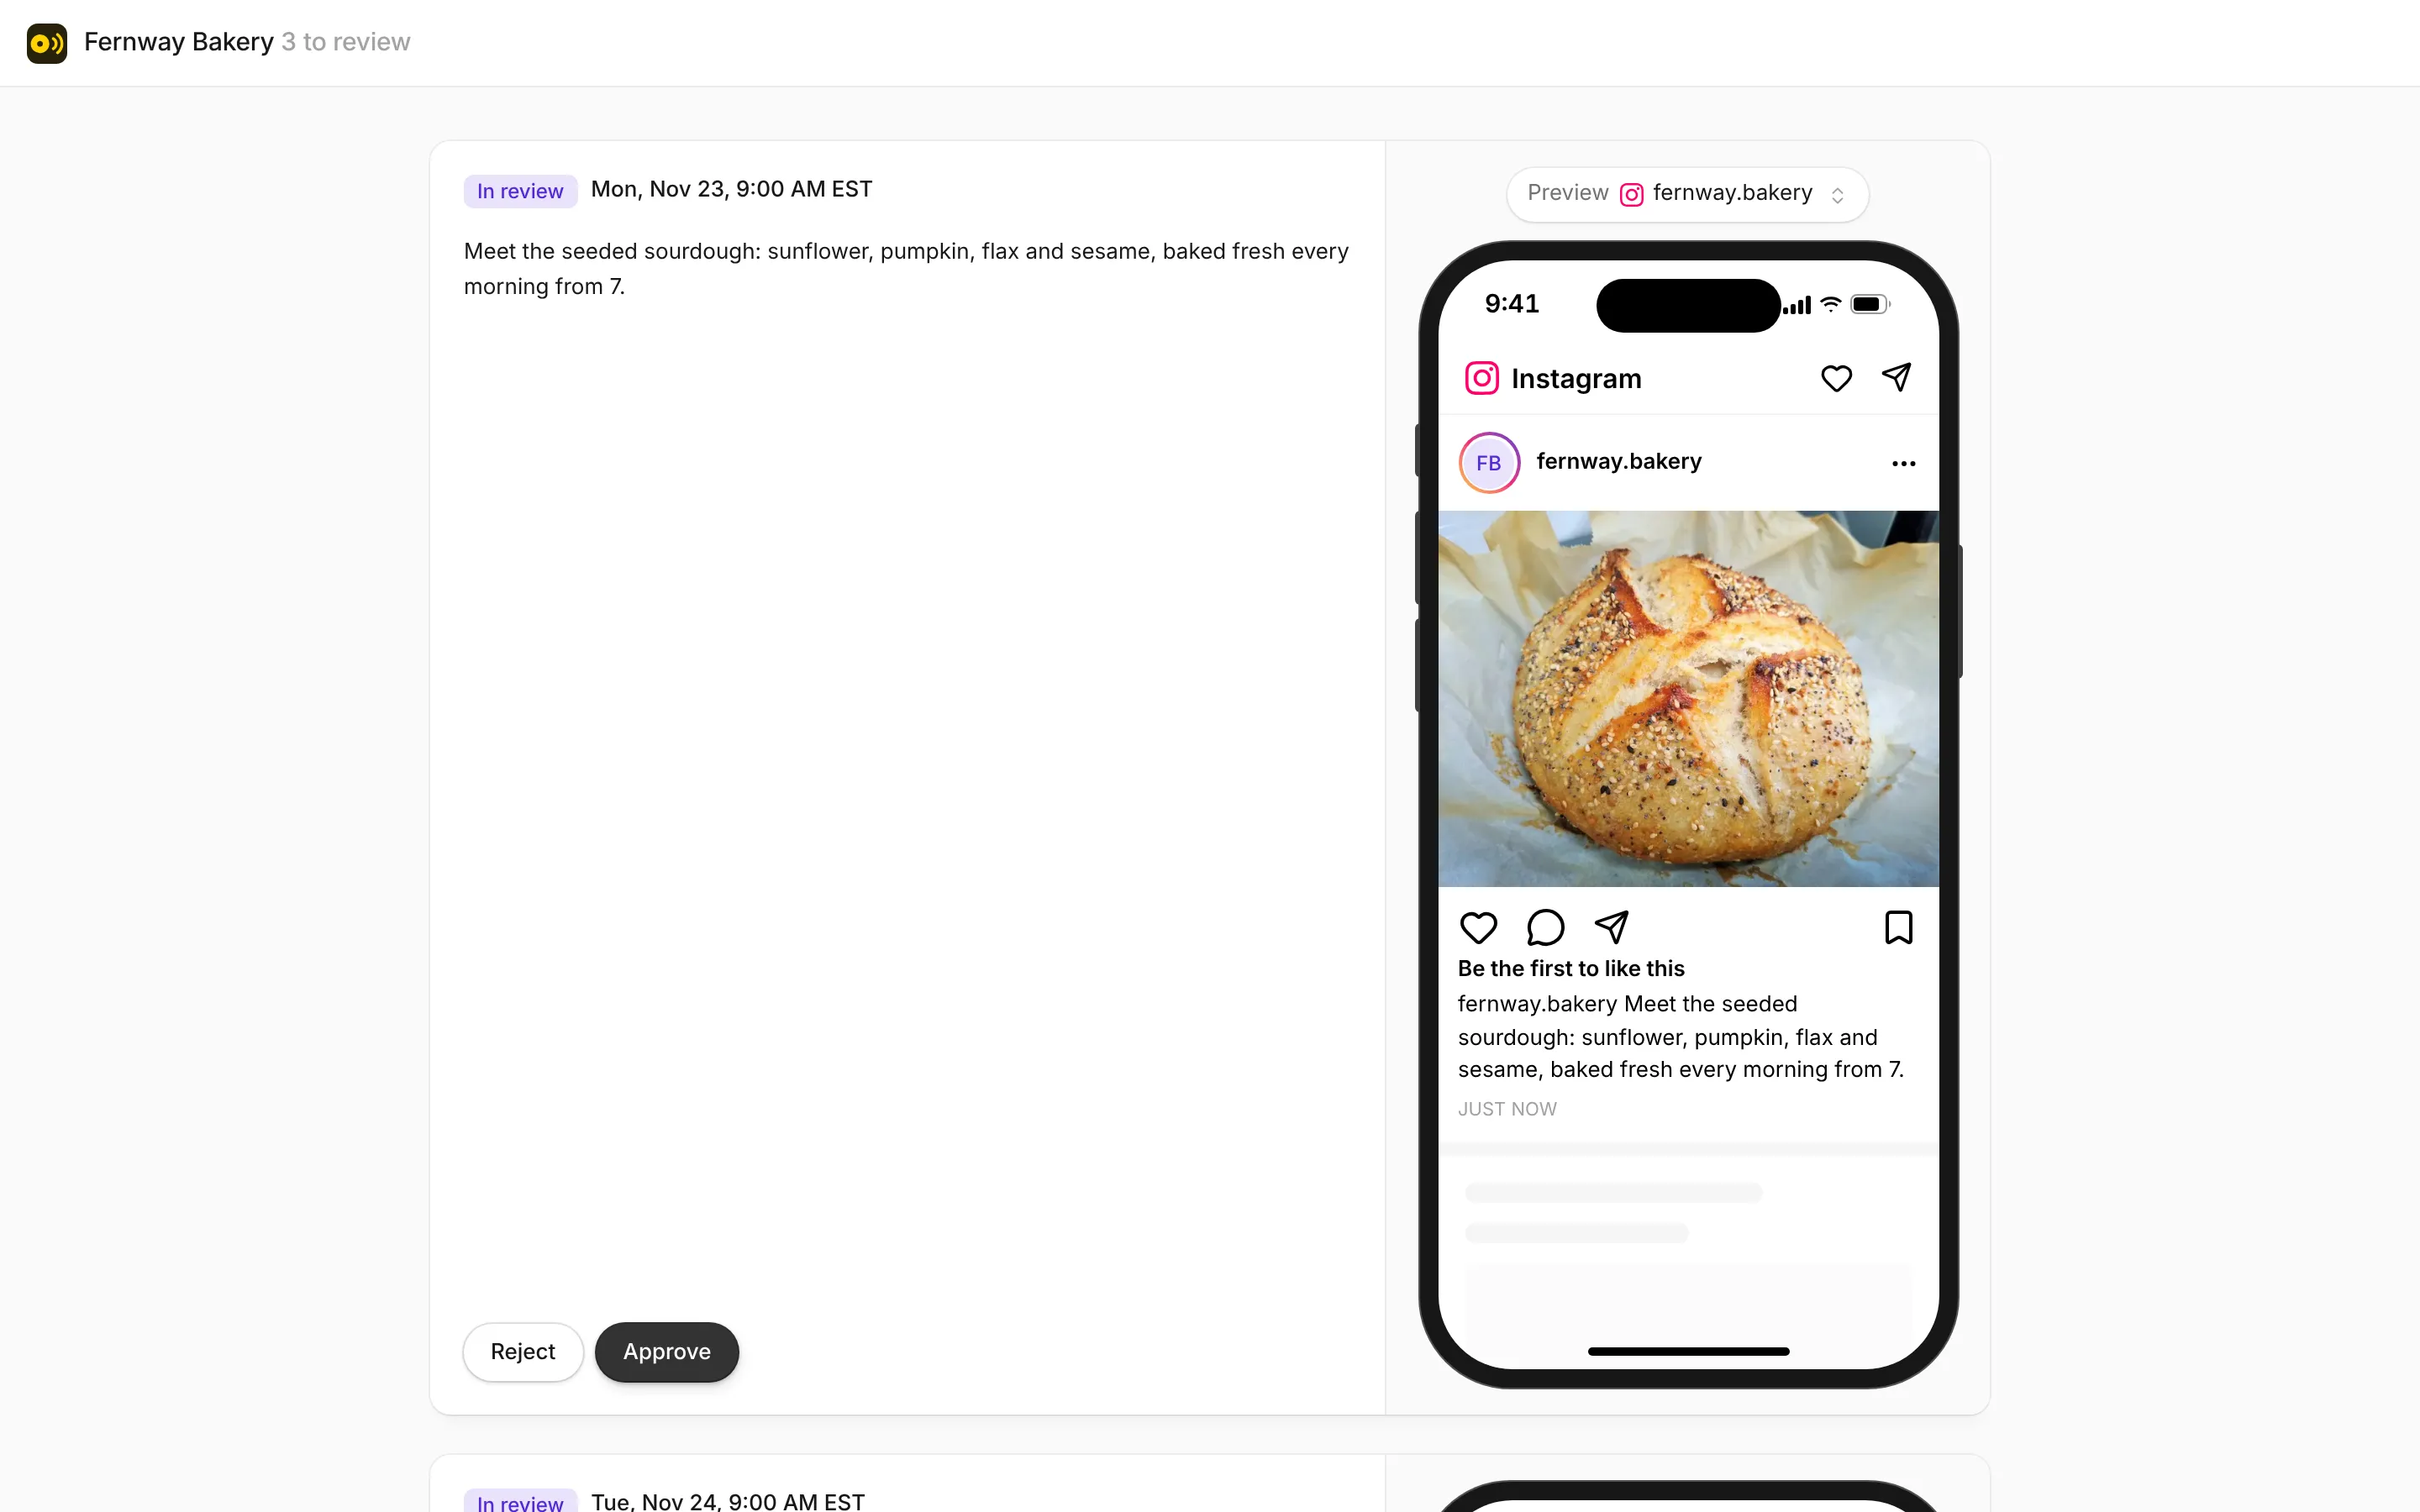 Fernway Bakery 3 to review
In review Mon, Nov 23, 9:00 AM EST
Meet the seeded sourdough: sunflower, pumpkin, flax and sesame, baked fresh every
morning from 7.
Reject Approve
Preview fernway.bakery
9:41
Instagram
FB fernway.bakery
Be the first to like this
fernway.bakery Meet the seeded
sourdough: sunflower, pumpkin, flax and
sesame, baked fresh every morning from 7.
JUST NOW
In review Tue, Nov 24, 9:00 AM EST